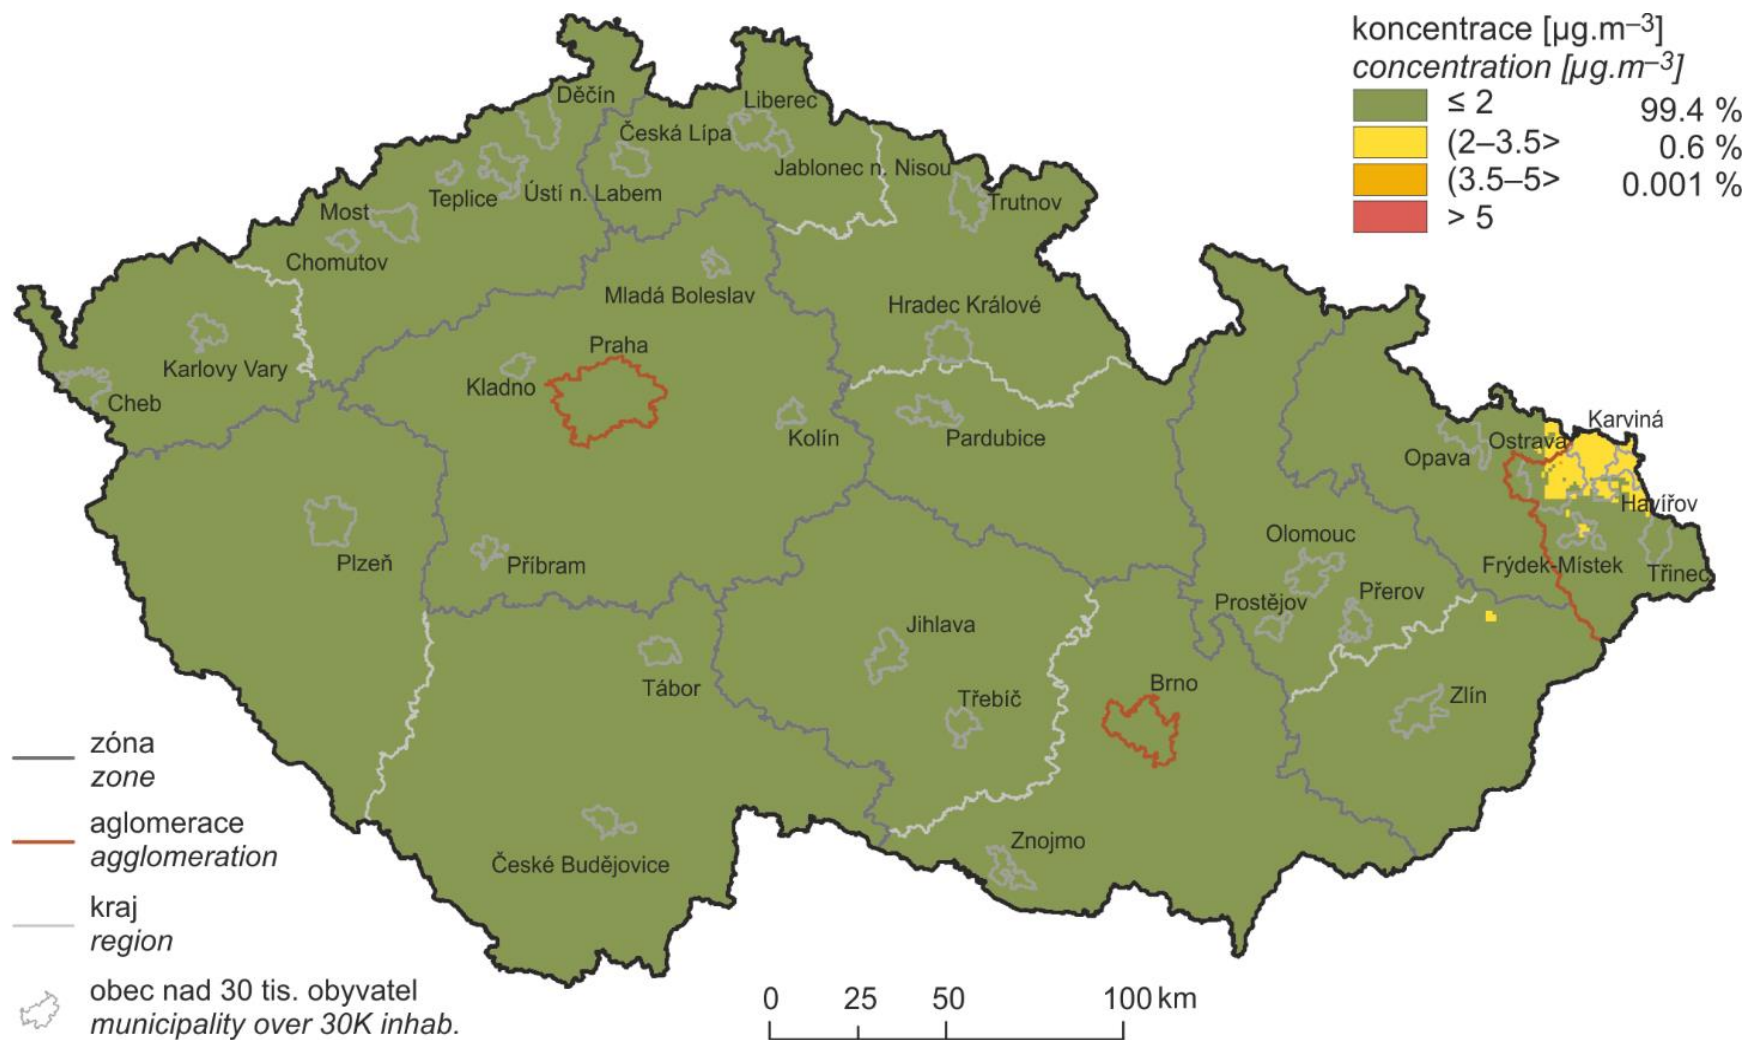 koncentrace [µg.m–3]
concentration [µg.m–3]
≤ 2 99.4 %
(2–3.5> 0.6 %
(3.5–5> 0.001 %
> 5
Děčín
Liberec
Česká Lípa
Jablonec n. Nisou
Teplice
Ústí n. Labem
Trutnov
Most
Chomutov
Mladá Boleslav
Hradec Králové
Praha
Karlovy Vary
Kladno
Cheb
Kolín
Pardubice
Karviná
Ostrava
Opava
Havířov
Plzeň
Příbram
Olomouc
Frýdek-Místek
Třinec
Přerov
Prostějov
Jihlava
Tábor
Třebíč
Brno
Zlín
České Budějovice
Znojmo
zóna
zone
aglomerace
agglomeration
kraj
region
obec nad 30 tis. obyvatel
municipality over 30K inhab.
0 25 50 100 km